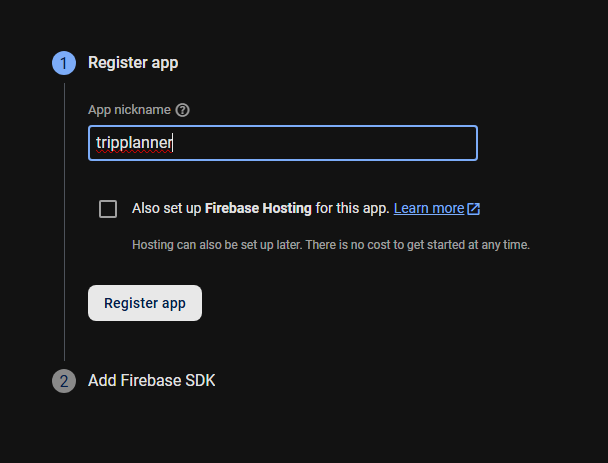 1 Register app
App nickname ?
tripplanner
Also set up Firebase Hosting for this app. Learn more
Hosting can also be set up later. There is no cost to get started at any time.
Register app
2 Add Firebase SDK